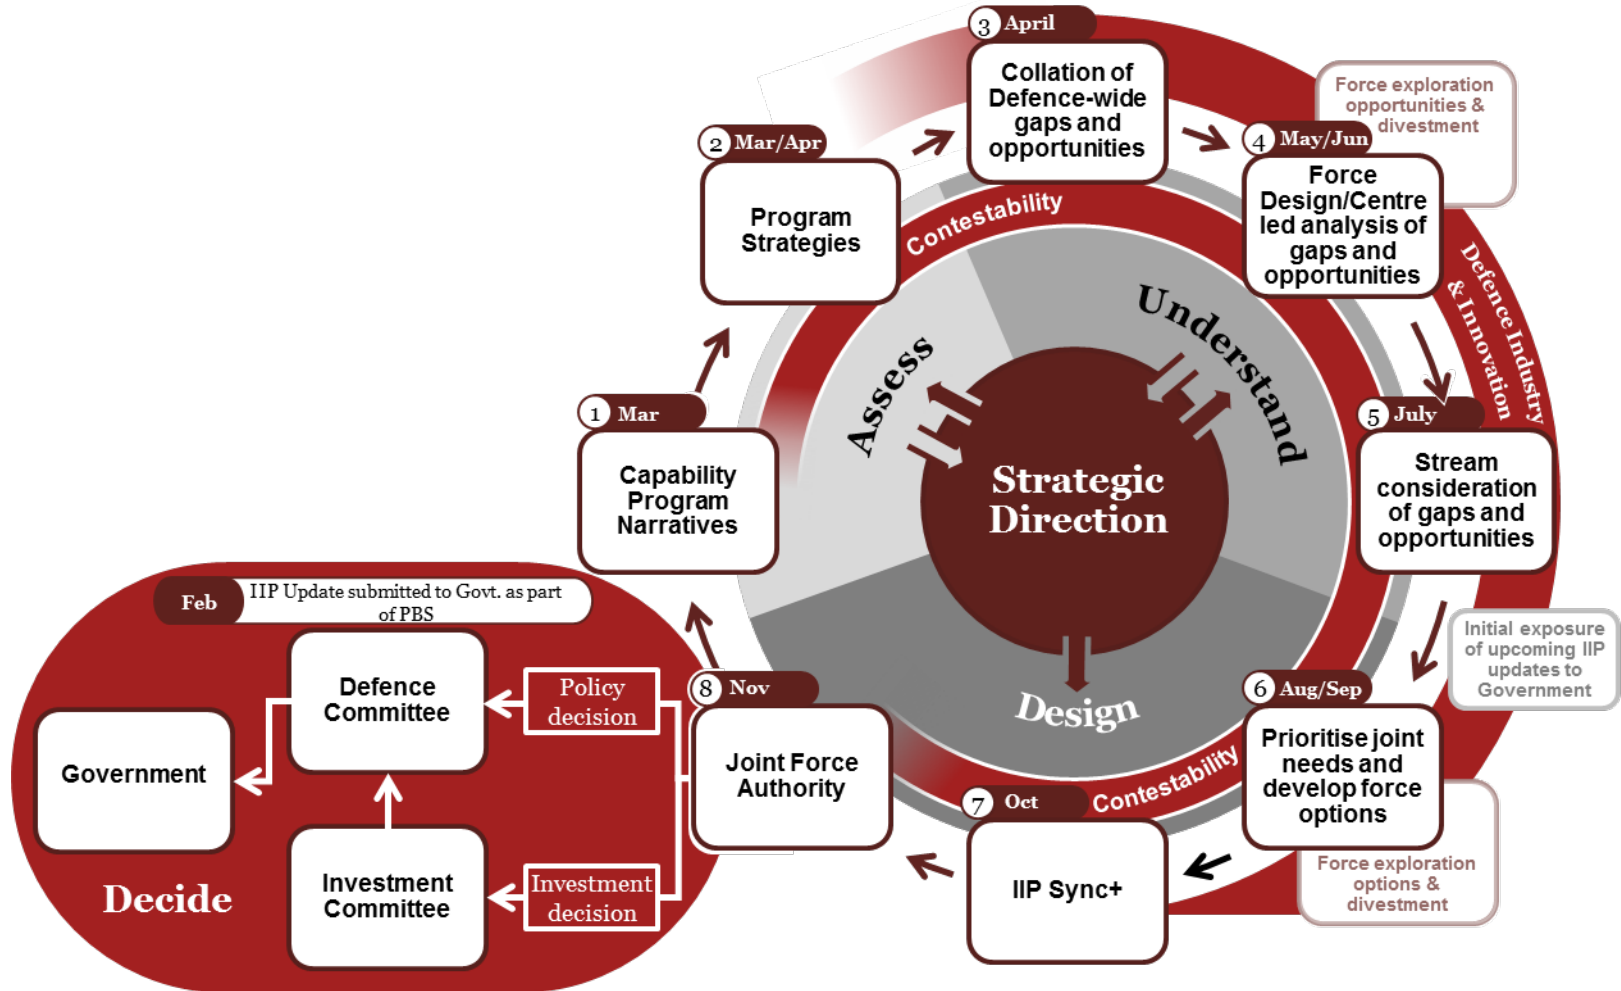 3 April
Collation of
Defence-wide
gaps and
opportunities
Force exploration
opportunities &
divestment
2 Mar/Apr
Program
Strategies
4 May/Jun
Force
Design/Centre
led analysis of
gaps and
opportunities
Contestability
Defence Industry
& Innovation
Understand
Assess
1 Mar
Capability
Program
Narratives
5 July
Stream
consideration
of gaps and
opportunities
Strategic
Direction
Feb
IIP Update submitted to Govt. as part
of PBS
Initial exposure
of upcoming IIP
updates to
Government
Defence
Committee
Policy
decision
8 Nov
Joint Force
Authority
Design
6 Aug/Sep
Prioritise joint
needs and
develop force
options
Government
Contestability
7 Oct
IIP Sync+
Decide
Investment
Committee
Investment
decision
Force exploration
options &
divestment